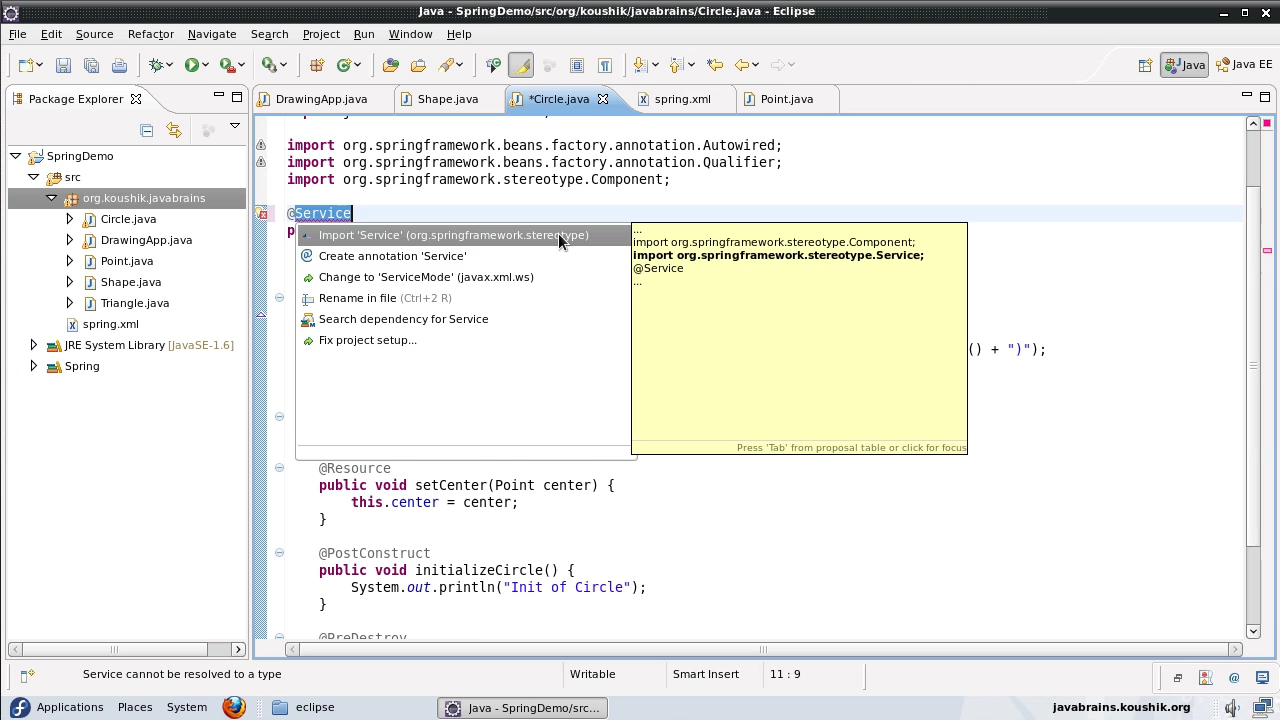 Java - SpringDemo/src/org/koushik/javabrains/Circle.java - Eclipse
File Edit Source Refactor Navigate Search Project Run Window Help
Java Java EE
Package Explorer
DrawingApp.java Shape.java *Circle.java spring.xml Point.java
SpringDemo
src
org.koushik.javabrains
Circle.java
DrawingApp.java
Point.java
Shape.java
Triangle.java
spring.xml
JRE System Library [JavaSE-1.6]
Spring
import org.springframework.beans.factory.annotation.Autowired;
import org.springframework.beans.factory.annotation.Qualifier;
import org.springframework.stereotype.Component;
@Service
p
Import 'Service' (org.springframework.stereotype)
Create annotation 'Service'
Change to 'ServiceMode' (javax.xml.ws)
Rename in file (Ctrl+2 R)
Search dependency for Service
Fix project setup...
...
import org.springframework.stereotype.Component;
import org.springframework.stereotype.Service;
@Service
...
Press 'Tab' from proposal table or click for focus
() + ")");
@Resource
public void setCenter(Point center) {
this.center = center;
}
@PostConstruct
public void initializeCircle() {
System.out.println("Init of Circle");
}
@PreDestroy
Service cannot be resolved to a type
Writable
Smart Insert
11 : 9
Applications Places System eclipse Java - SpringDemo/src... javabrains.koushik.org